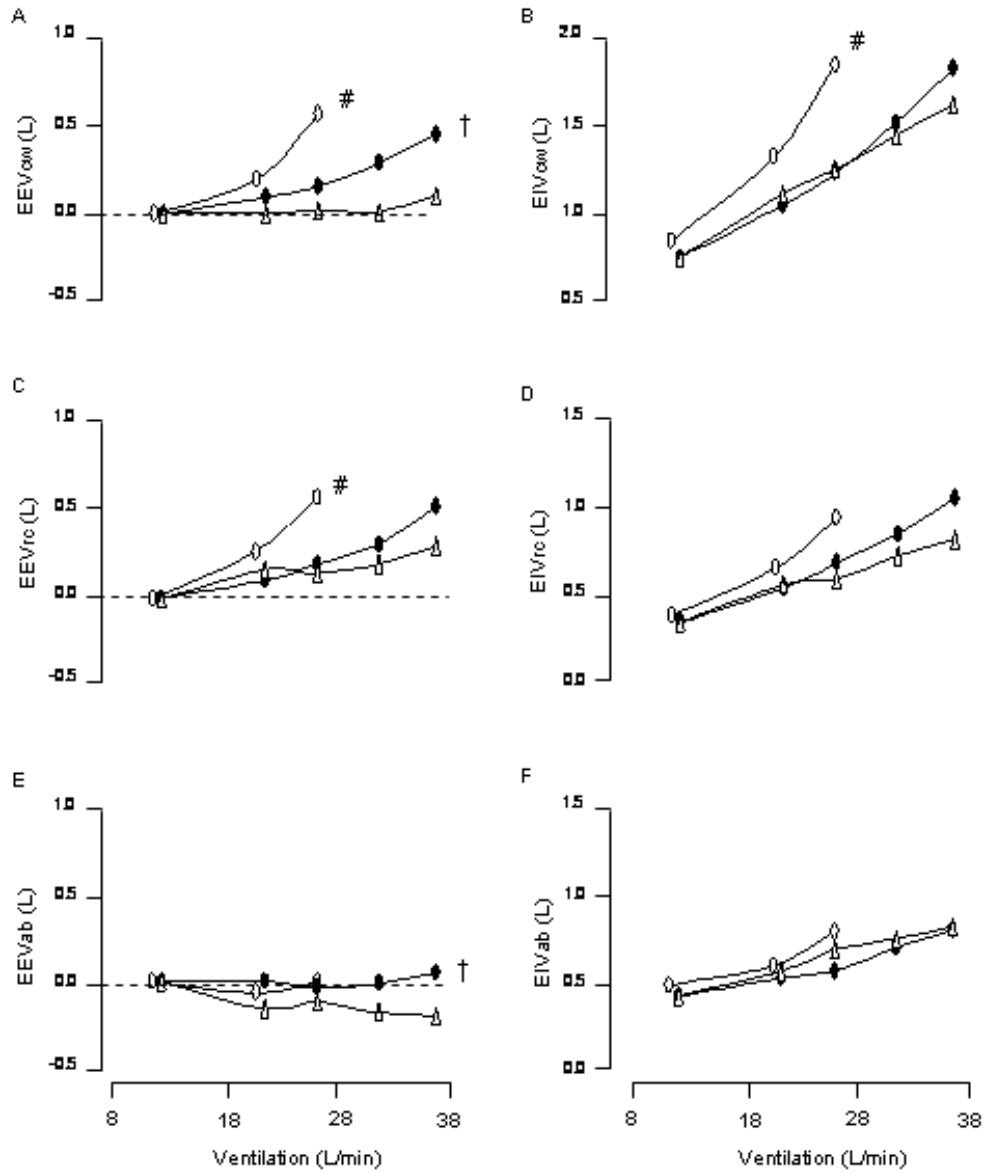 A
EEVcw (L)
1.0
0.5
0.0
-0.5
#
†
B
EIVcw (L)
2.0
1.5
1.0
0.5
#
C
EEVrc (L)
1.0
0.5
0.0
-0.5
#
D
EIVrc (L)
1.5
1.0
0.5
0.0
E
EEVab (L)
1.0
0.5
0.0
-0.5
†
8 18 28 38
Ventilation (L/min)
F
EIVab (L)
1.5
1.0
0.5
0.0
8 18 28 38
Ventilation (L/min)